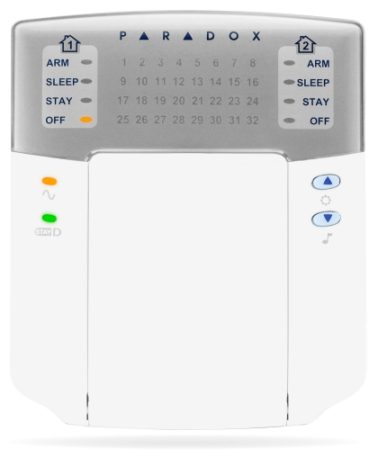 PARADOX
1 2
ARM 1 2 3 4 5 6 7 8 ARM
SLEEP 9 10 11 12 13 14 15 16 SLEEP
STAY 17 18 19 20 21 22 23 24 STAY
OFF 25 26 27 28 29 30 31 32 OFF